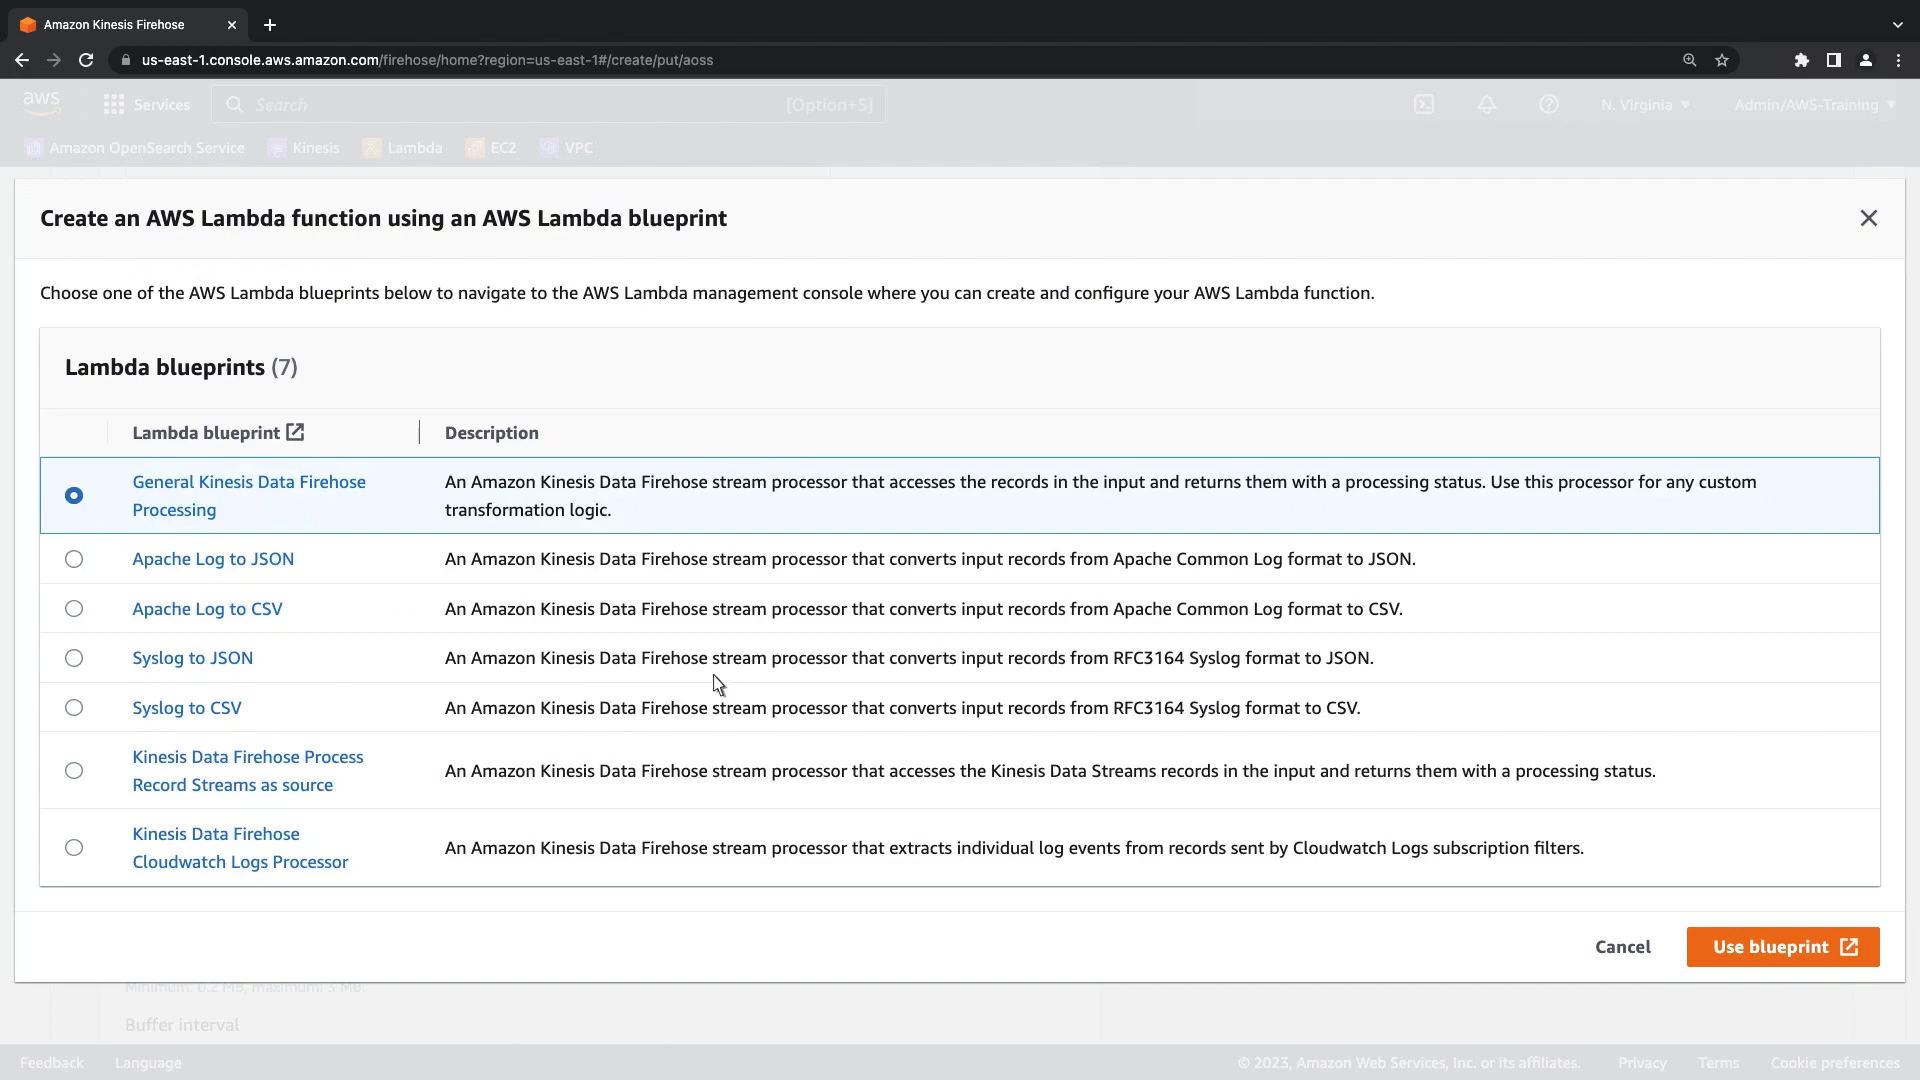 Amazon Kinesis Firehose
us-east-1.console.aws.amazon.com/firehose/home?region=us-east-1#/create/put/aoss
aws
Services
Search
[Option+S]
N. Virginia
Admin/AWS-Training
Amazon OpenSearch Service
Kinesis
Lambda
EC2
VPC
Create an AWS Lambda function using an AWS Lambda blueprint
Choose one of the AWS Lambda blueprints below to navigate to the AWS Lambda management console where you can create and configure your AWS Lambda function.
Lambda blueprints (7)
Lambda blueprint
Description
General Kinesis Data Firehose
Processing
An Amazon Kinesis Data Firehose stream processor that accesses the records in the input and returns them with a processing status. Use this processor for any custom
transformation logic.
Apache Log to JSON
An Amazon Kinesis Data Firehose stream processor that converts input records from Apache Common Log format to JSON.
Apache Log to CSV
An Amazon Kinesis Data Firehose stream processor that converts input records from Apache Common Log format to CSV.
Syslog to JSON
An Amazon Kinesis Data Firehose stream processor that converts input records from RFC3164 Syslog format to JSON.
Syslog to CSV
An Amazon Kinesis Data Firehose stream processor that converts input records from RFC3164 Syslog format to CSV.
Kinesis Data Firehose Process
Record Streams as source
An Amazon Kinesis Data Firehose stream processor that accesses the Kinesis Data Streams records in the input and returns them with a processing status.
Kinesis Data Firehose
Cloudwatch Logs Processor
An Amazon Kinesis Data Firehose stream processor that extracts individual log events from records sent by Cloudwatch Logs subscription filters.
Cancel
Use blueprint
Minimum: 0.2 MB, maximum: 3 MB.
Buffer interval
Feedback
Language
© 2023, Amazon Web Services, Inc. or its affiliates.
Privacy
Terms
Cookie preferences